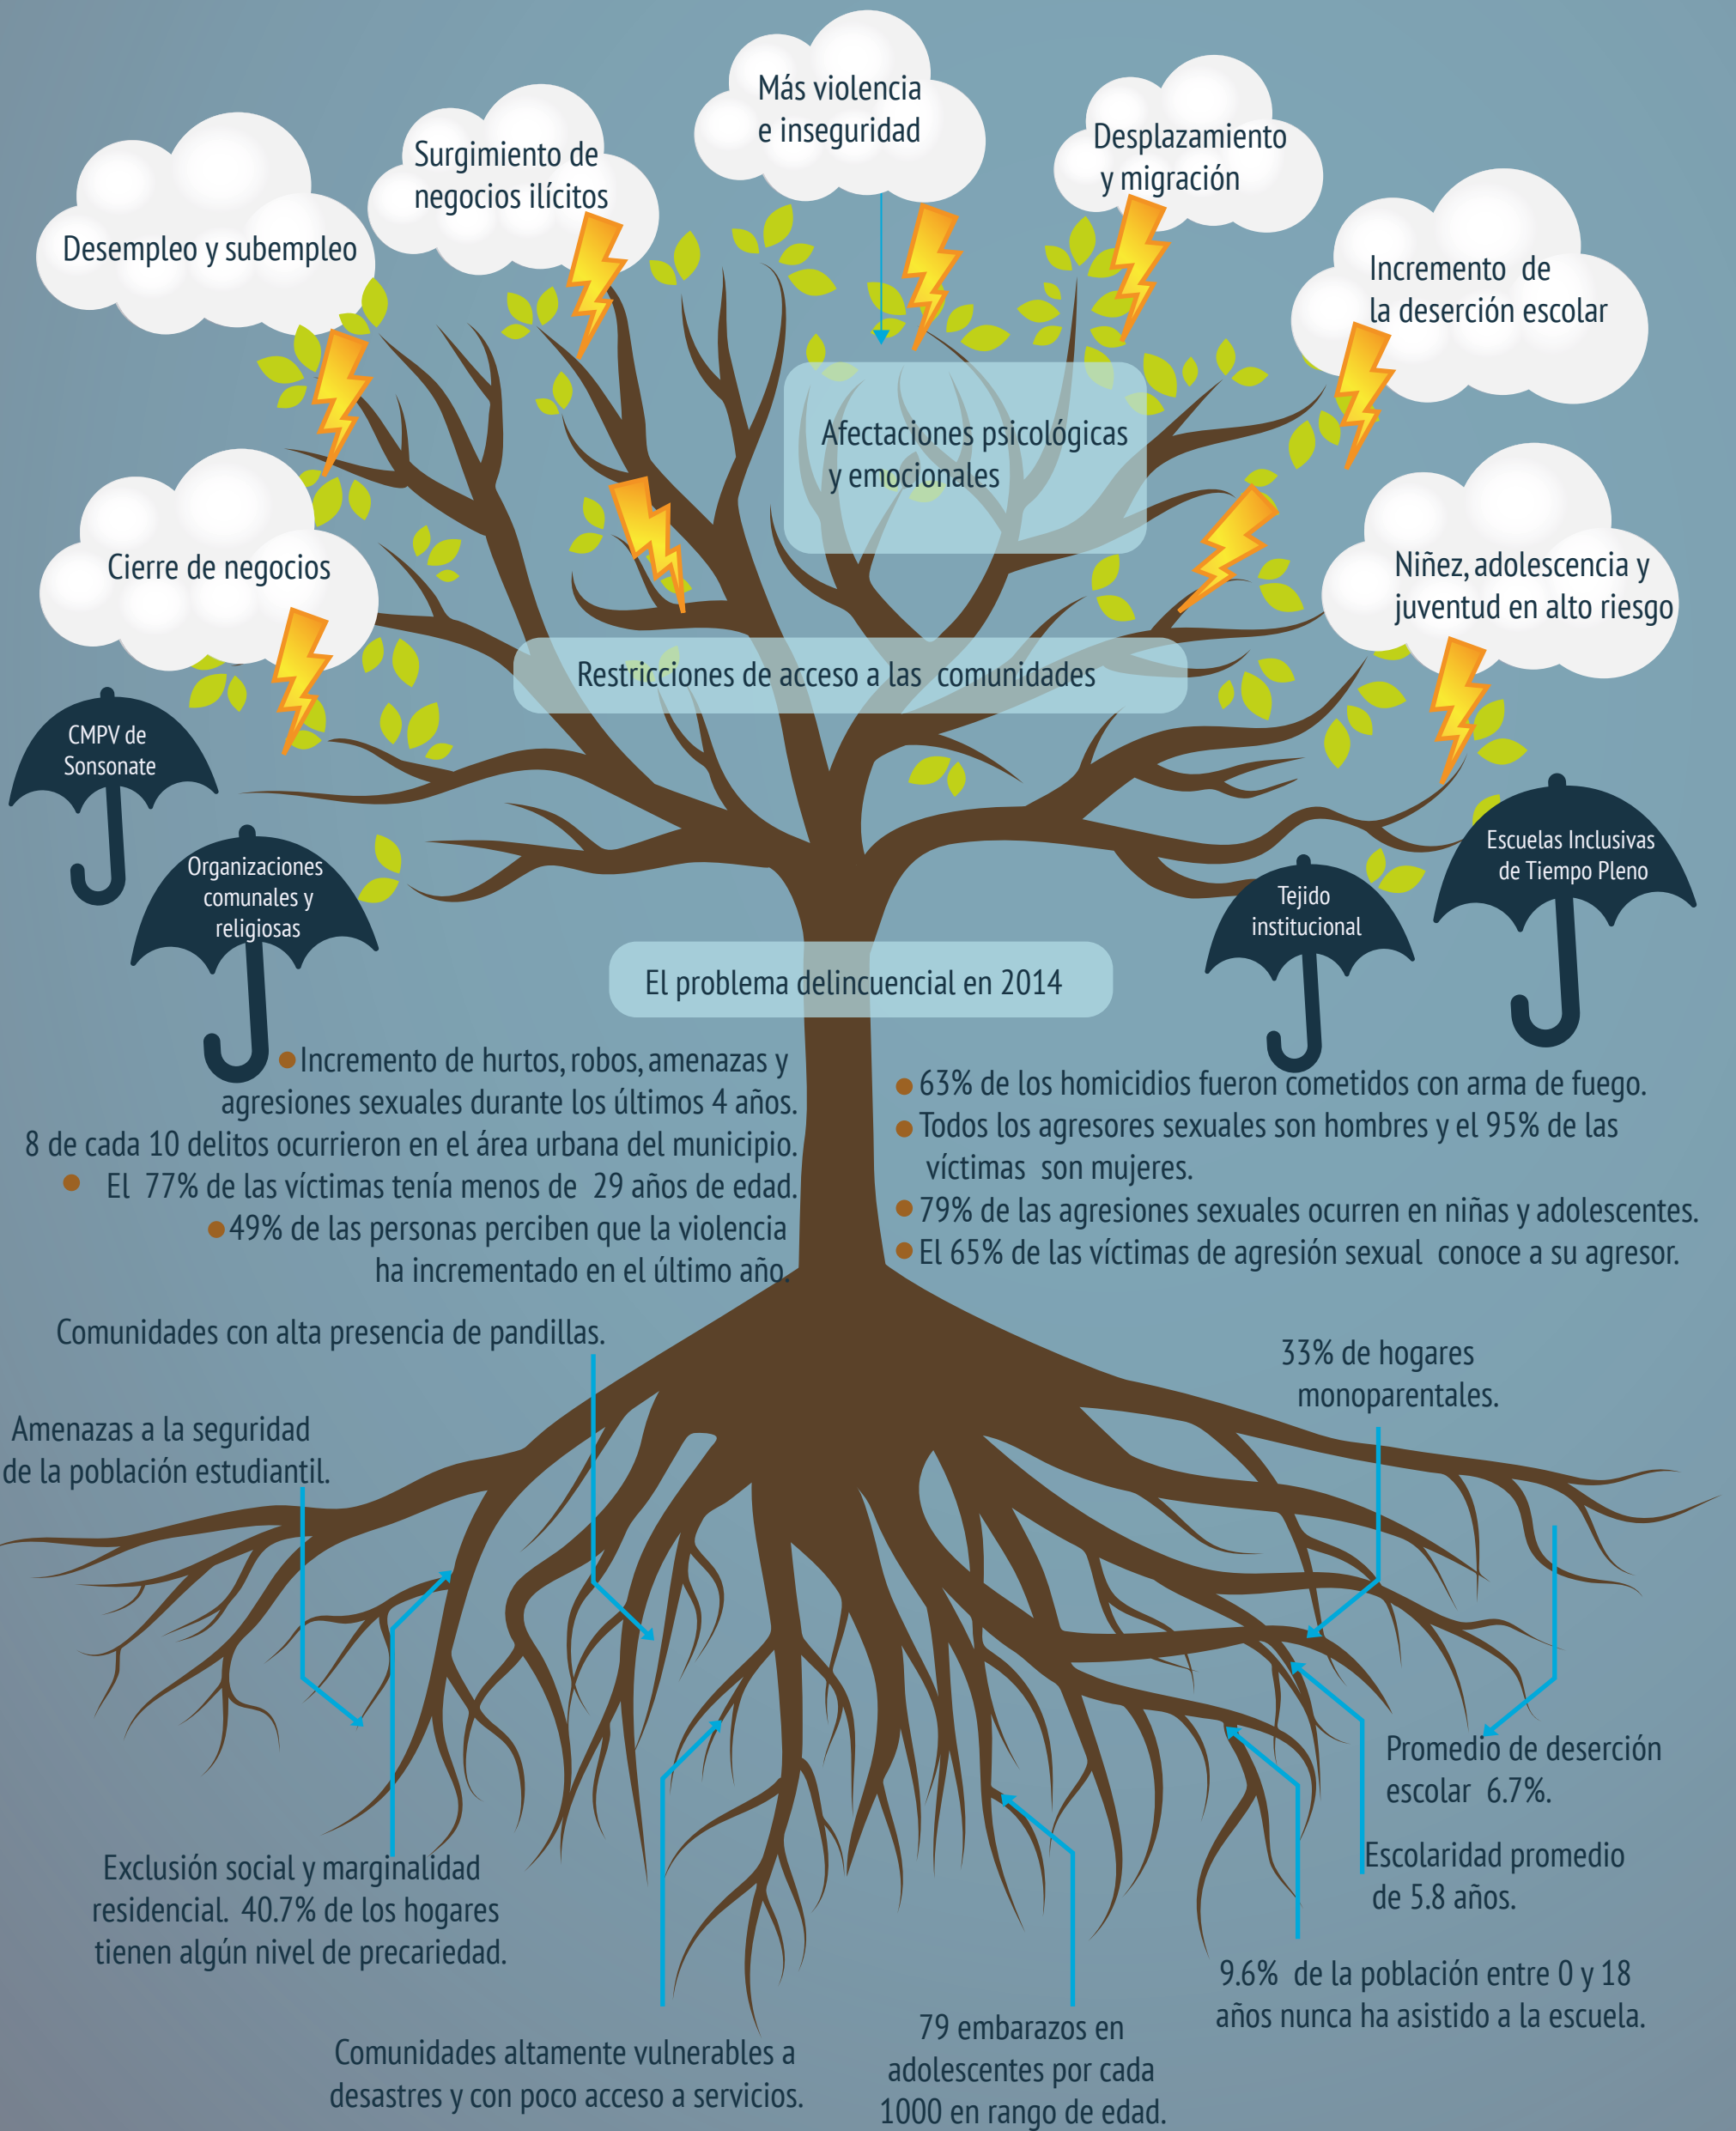 Más violencia
e inseguridad
Surgimiento de
negocios ilícitos
Desplazamiento
y migración
Desempleo y subempleo
Incremento de
la deserción escolar
Afectaciones psicológicas
y emocionales
Cierre de negocios
Niñez, adolescencia y
juventud en alto riesgo
Restricciones de acceso a las comunidades
CMPV de
Sonsonate
Organizaciones
comunales y
religiosas
Escuelas Inclusivas
de Tiempo Pleno
Tejido
institucional
El problema delincuencial en 2014
Incremento de hurtos, robos, amenazas y
agresiones sexuales durante los últimos 4 años.
8 de cada 10 delitos ocurrieron en el área urbana del municipio.
El 77% de las víctimas tenía menos de 29 años de edad.
49% de las personas perciben que la violencia
ha incrementado en el último año.
63% de los homicidios fueron cometidos con arma de fuego.
Todos los agresores sexuales son hombres y el 95% de las
víctimas son mujeres.
79% de las agresiones sexuales ocurren en niñas y adolescentes.
El 65% de las víctimas de agresión sexual conoce a su agresor.
Comunidades con alta presencia de pandillas.
33% de hogares
monoparentales.
Amenazas a la seguridad
de la población estudiantil.
Promedio de deserción
escolar 6.7%.
Exclusión social y marginalidad
residencial. 40.7% de los hogares
tienen algún nivel de precariedad.
Escolaridad promedio
de 5.8 años.
9.6% de la población entre 0 y 18
años nunca ha asistido a la escuela.
Comunidades altamente vulnerables a
desastres y con poco acceso a servicios.
79 embarazos en
adolescentes por cada
1000 en rango de edad.